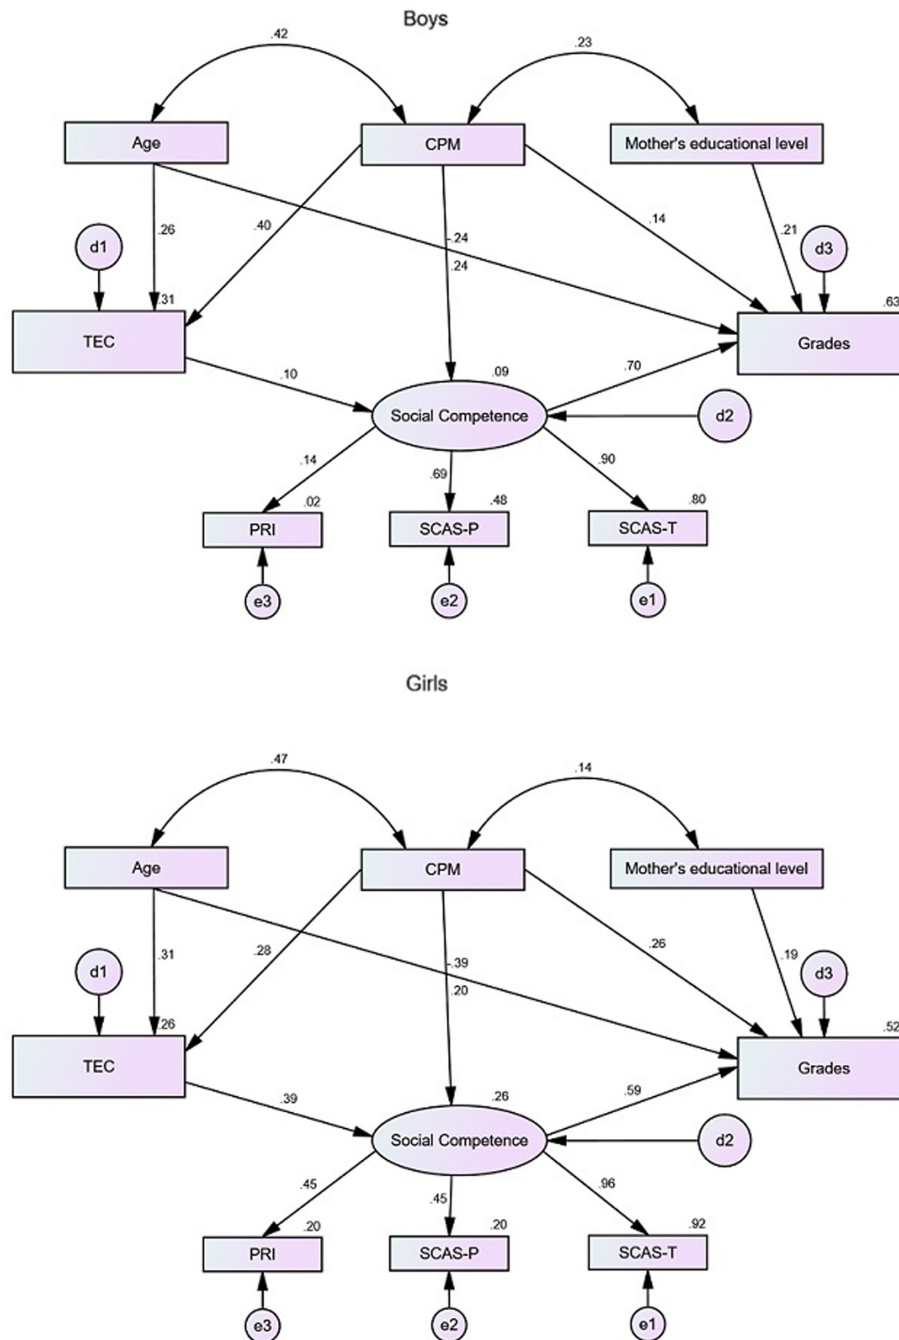 Boys
.42
.23
Age
CPM
Mother's educational level
.26
.40
-.24
.24
.14
.21
d1
d3
.31
.63
TEC
Grades
.10
.09
.70
Social Competence
d2
.14
.69
.90
.02
.48
.80
PRI
SCAS-P
SCAS-T
e3
e2
e1
Girls
.47
.14
Age
CPM
Mother's educational level
.31
.28
-.39
.20
.26
.19
d1
d3
.26
.52
TEC
Grades
.39
.26
.59
Social Competence
d2
.45
.45
.96
.20
.20
.92
PRI
SCAS-P
SCAS-T
e3
e2
e1